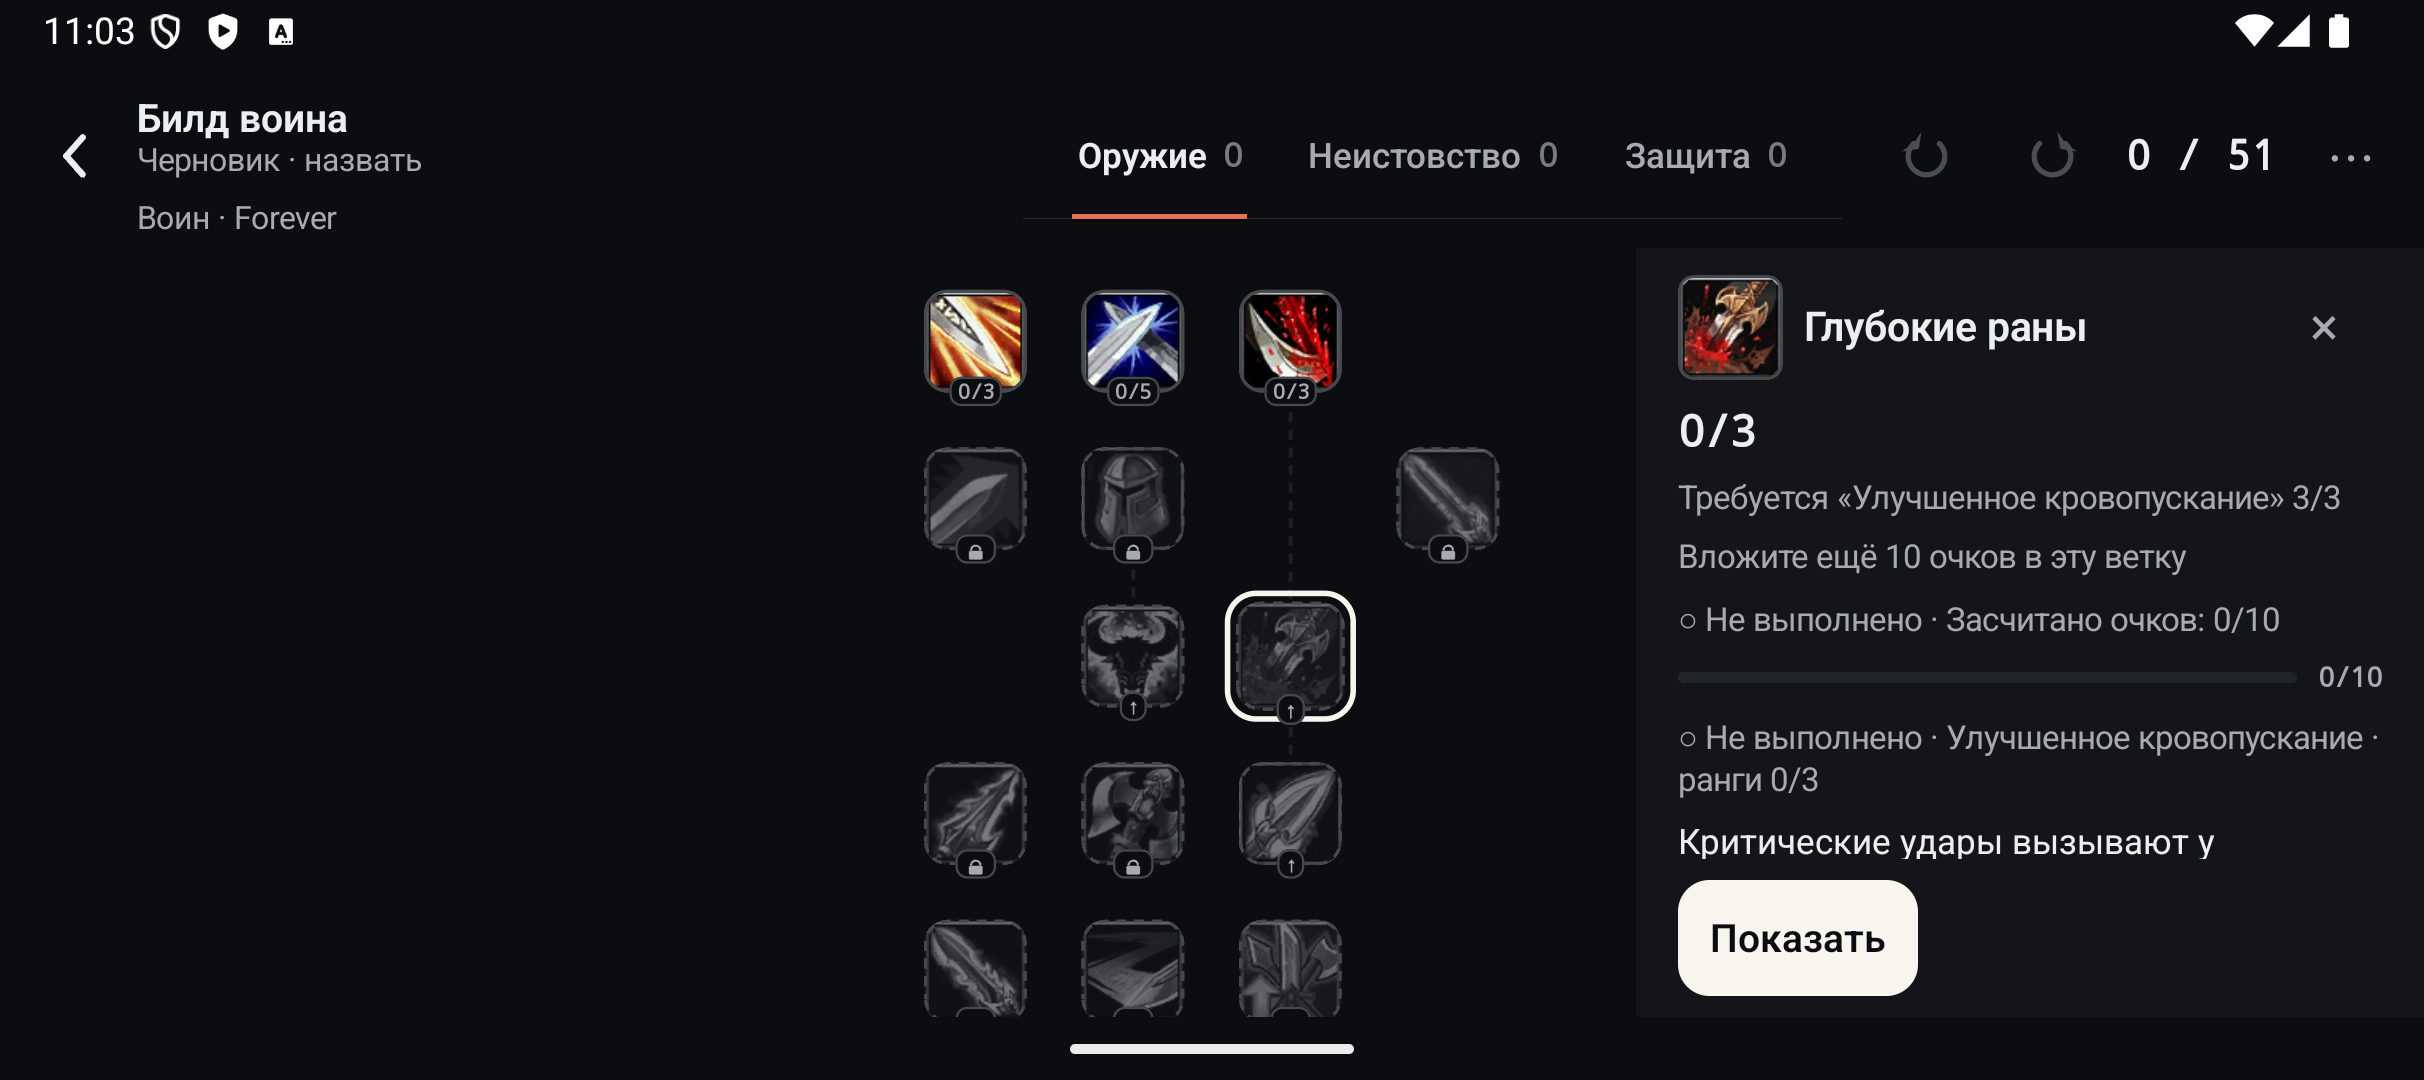 11:03
Билд воина
Черновик · назвать
Воин · Forever
Оружие 0
Неистовство 0
Защита 0
0 / 51
0/3
0/5
0/3
Глубокие раны
0/3
Требуется «Улучшенное кровопускание» 3/3
Вложите ещё 10 очков в эту ветку
○ Не выполнено · Засчитано очков: 0/10
0/10
○ Не выполнено · Улучшенное кровопускание ·
ранги 0/3
Критические удары вызывают у
Показать